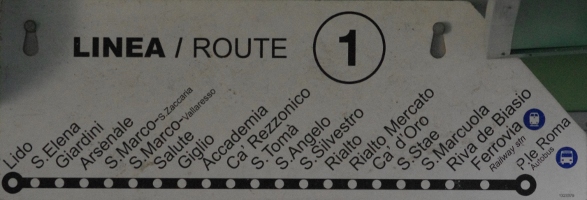 LINEA / ROUTE 1
Lido
S.Elena
Giardini
Arsenale
S.Marco-S.Zaccaria
S.Marco-Vallaresso
Salute
Giglio
Accademia
Ca' Rezzonico
S.Tomà
S.Angelo
S.Silvestro
Rialto
Rialto Mercato
Ca' d'Oro
S.Stae
S.Marcuola
Riva de Biasio
Ferrovia
Railway stn
P.le Roma
Autobus